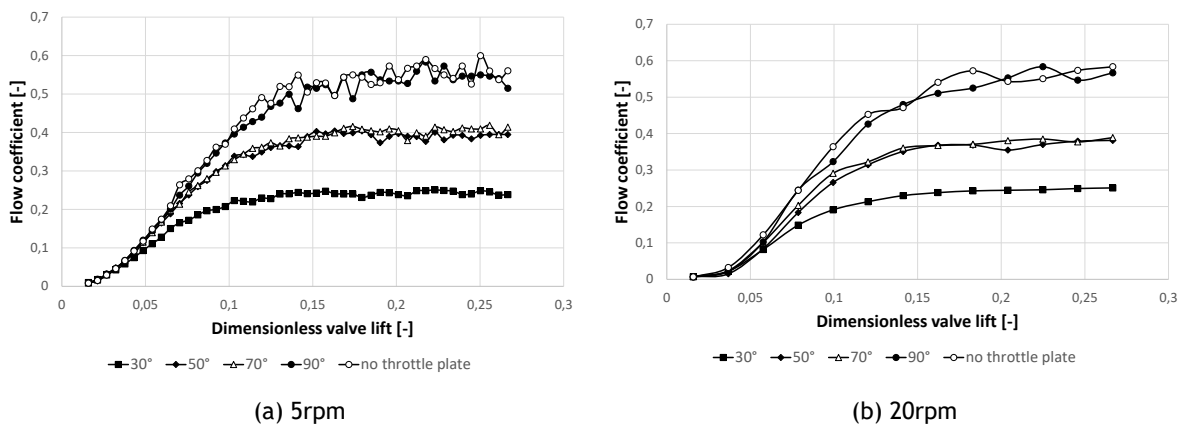 0,7
0,6
0,5
0,4
0,3
0,2
0,1
0
Flow coefficient [-]
0 0,05 0,1 0,15 0,2 0,25 0,3
Dimensionless valve lift [-]
30° 50° 70° 90° no throttle plate
(a) 5rpm
0,7
0,6
0,5
0,4
0,3
0,2
0,1
0
Flow coefficient [-]
0 0,05 0,1 0,15 0,2 0,25 0,3
Dimensionless valve lift [-]
30° 50° 70° 90° no throttle plate
(b) 20rpm